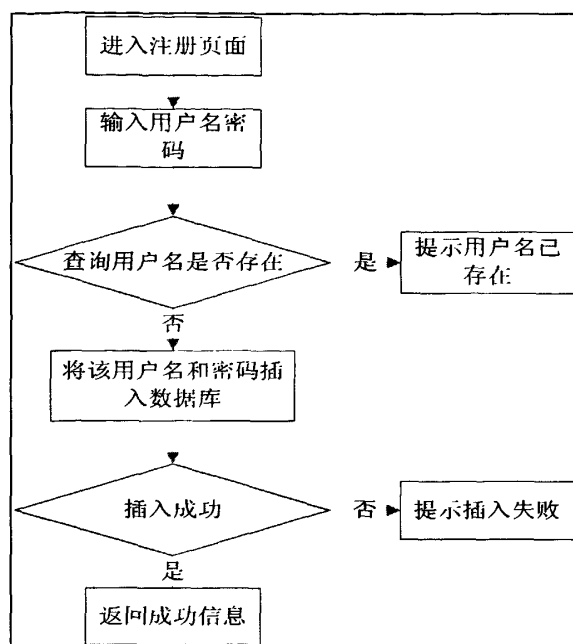 进入注册页面
输入用户名密
码
查询用户名是否存在
是
提示用户名已
存在
否
将该用户名和密码插
入数据库
插入成功
否
提示插入失败
是
返回成功信息